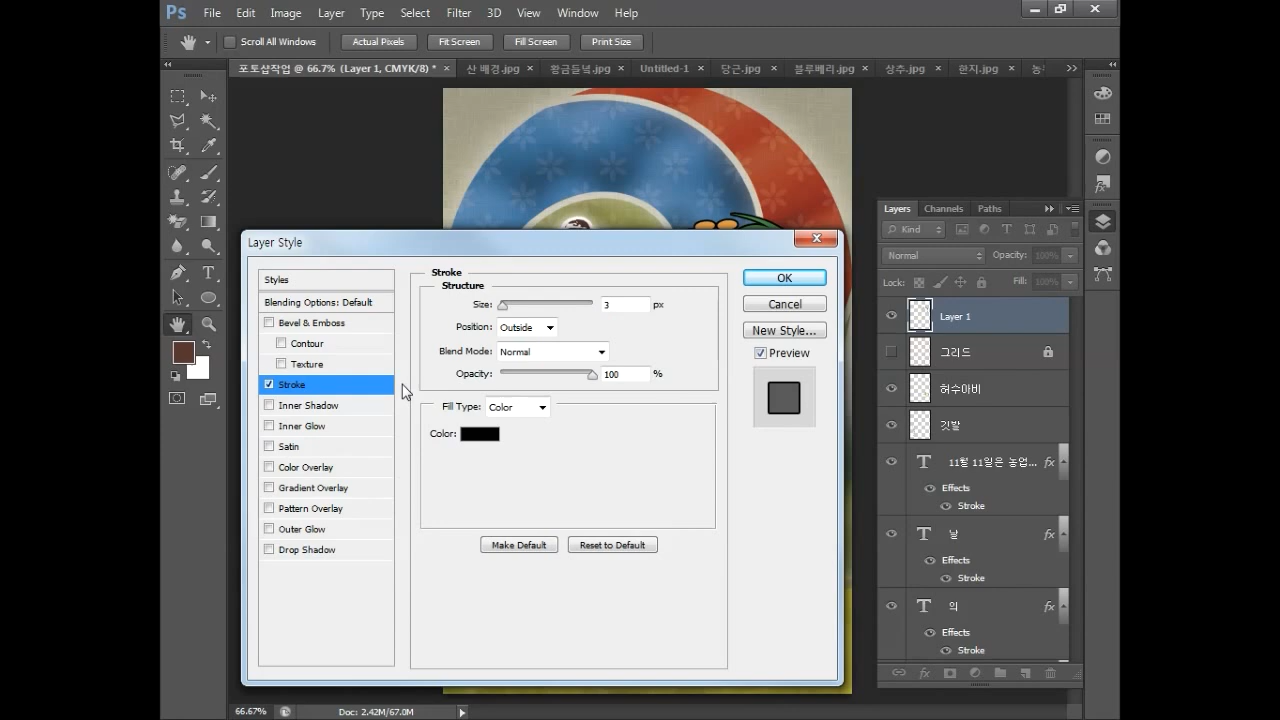 Ps File Edit Image Layer Type Select Filter 3D View Window Help
Scroll All Windows Actual Pixels Fit Screen Fill Screen Print Size
포토샵작업 @ 66.7% (Layer 1, CMYK/8) * × 산 배경.jpg × 황금들녘.jpg × Untitled-1 × 당근.jpg × 블루베리.jpg × 상추.jpg × 한지.jpg ×
Layer Style
Styles
Blending Options: Default
Bevel & Emboss
Contour
Texture
Stroke
Inner Shadow
Inner Glow
Satin
Color Overlay
Gradient Overlay
Pattern Overlay
Outer Glow
Drop Shadow
Stroke
Structure
Size: 3 px
Position: Outside
Blend Mode: Normal
Opacity: 100 %
Fill Type: Color
Color:
Make Default Reset to Default
OK
Cancel
New Style...
Preview
Layers Channels Paths
Kind
Normal Opacity: 100%
Lock: Fill: 100%
Layer 1
그리드
허수아비
깃발
11월 11일은 농업... fx
Effects
Stroke
날 fx
Effects
Stroke
의 fx
Effects
Stroke
66.67% Doc: 2.42M/67.0M